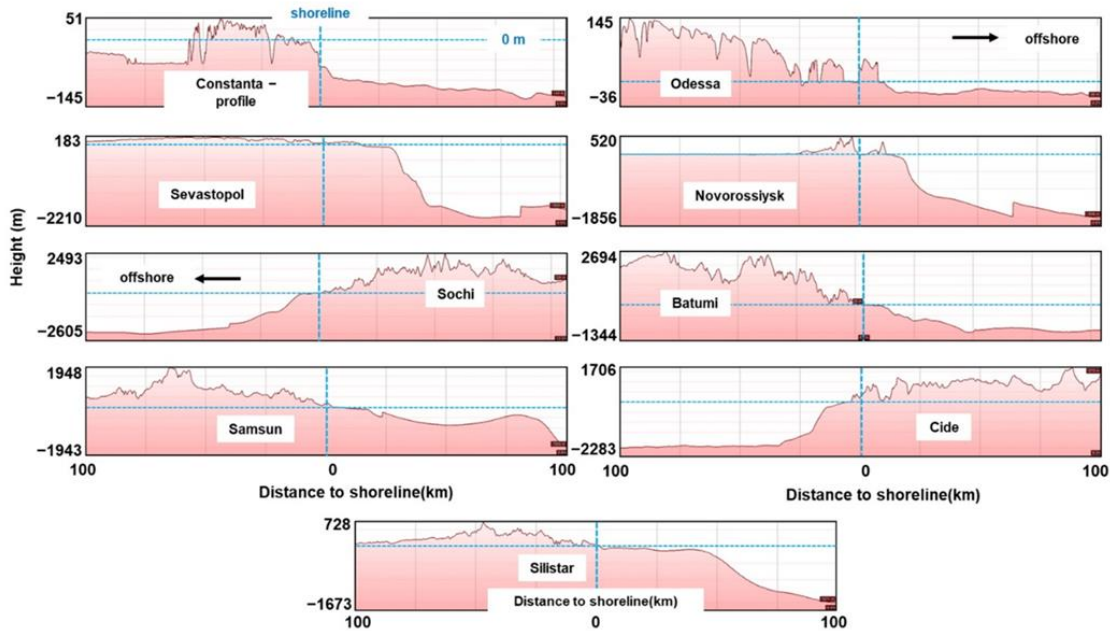 shoreline
51
0 m
Constanta –
profile
−145
145
offshore
Odessa
−36
183
Sevastopol
−2210
520
Novorossiysk
−1856
Height (m)
2493
offshore
Sochi
−2605
2694
Batumi
−1344
1948
Samsun
−1943
100
0
100
Distance to shoreline(km)
1706
Cide
−2283
100
0
100
Distance to shoreline(km)
728
Silistar
−1673
Distance to shoreline(km)
100
0
100